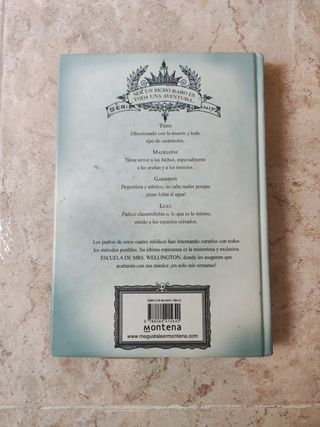 SER UN BICHO RARO ES
TODA UNA AVENTURA.
THEO
Obsesionado con la muerte y todo
tipo de catástrofes.
MADELEINE
Tiene terror a los bichos, especialmente
a las arañas y a los insectos.
GARRISON
Deportista y atlético, no sabe nadar porque
¡tiene fobia al agua!
LULU
Padece claustrofobia o, lo que es lo mismo,
miedo a los espacios cerrados.
Los padres de estos cuatro infelices han intentado curarlos con todos
los métodos posibles. Su última esperanza es la misteriosa y exclusiva
ESCUELA DE MRS. WELLINGTON, donde les aseguran que
acabarán con sus miedos ¡en solo seis semanas!
Montena
www.megustaleermontena.com